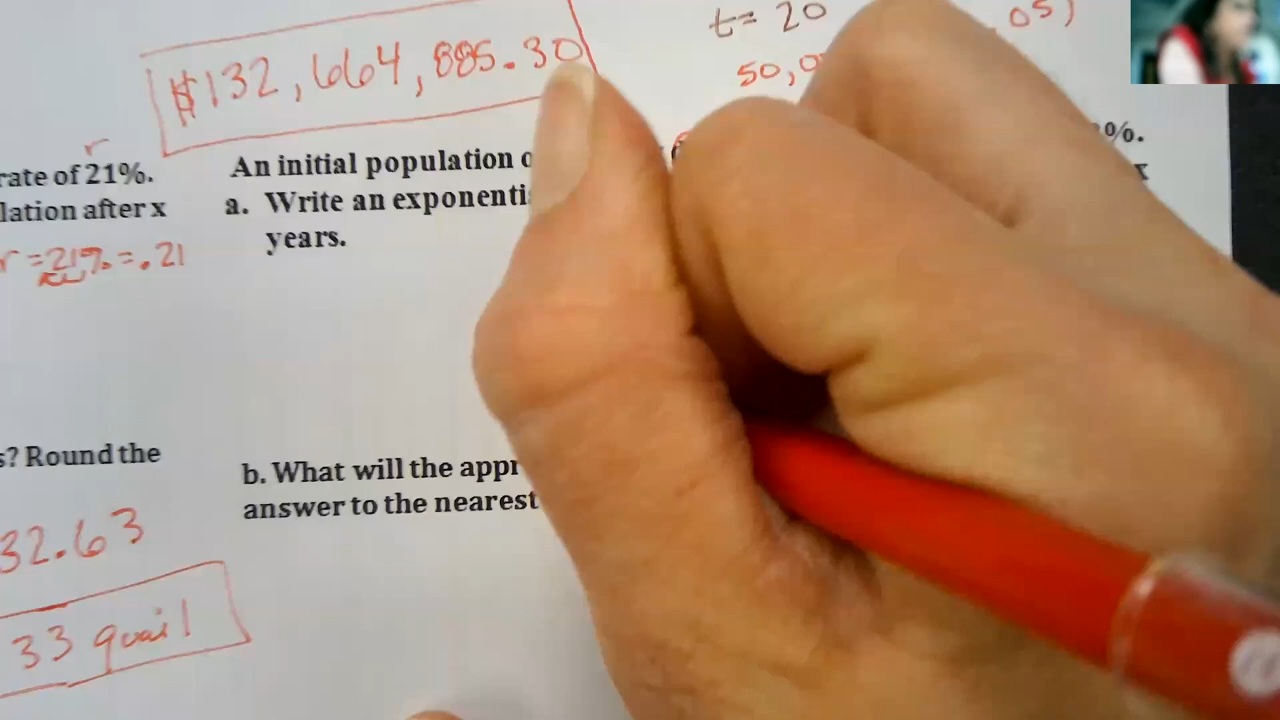 $132,664,885.30
t= 20
05)
50,0
r
rate of 21%.
lation after x
r = 21% = .21
An initial population o
%.
a. Write an exponenti
x
years.
s? Round the
32.63
33 quail
b. What will the appr
answer to the nearest